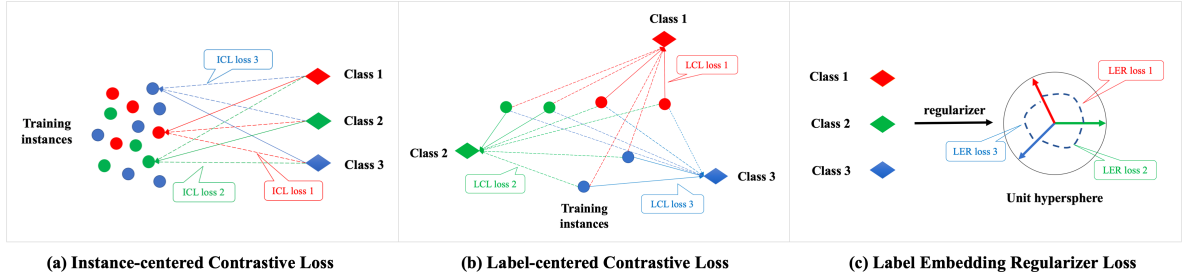 ICL loss 3
Class 1
Class 2
Class 3
Training
instances
ICL loss 2
ICL loss 1
(a) Instance-centered Contrastive Loss
Class 1
LCL loss 1
Class 2
LCL loss 2
Class 3
LCL loss 3
Training
instances
(b) Label-centered Contrastive Loss
Class 1
Class 2
Class 3
regularizer
LER loss 1
LER loss 3
LER loss 2
Unit hypersphere
(c) Label Embedding Regularizer Loss